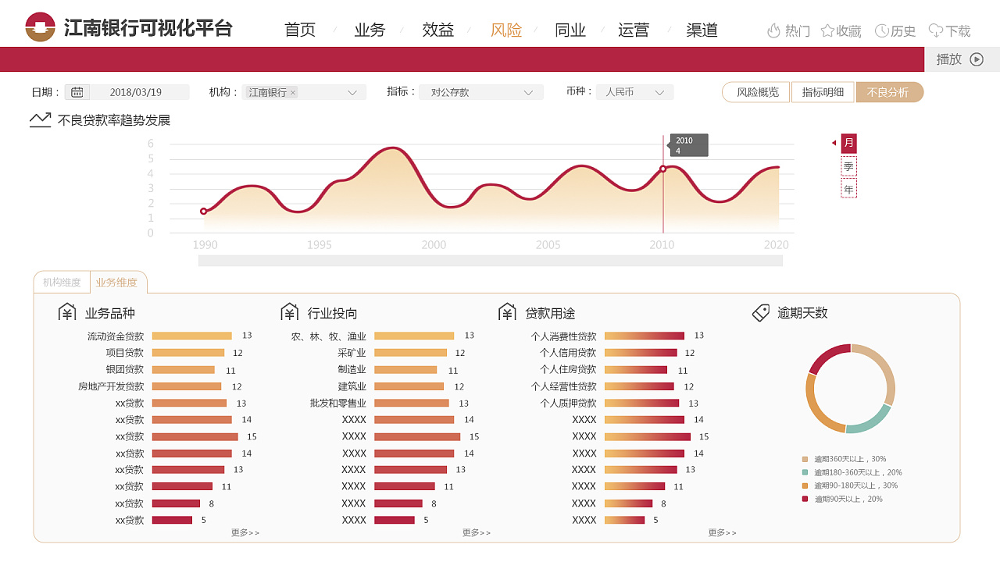 江南银行可视化平台
首页 业务 效益 风险 同业 运营 渠道
热门 收藏 历史 下载
播放
日期： 2018/03/19 机构： 江南银行 × 指标： 对公存款 币种： 人民币
风险概览 指标明细 不良分析
不良贷款率趋势发展
6
5
4
3
2
1
0
2010
4
1990 1995 2000 2005 2010 2020
月
季
年
机构维度 业务维度
业务品种
流动资金贷款 13
项目贷款 12
银团贷款 11
房地产开发贷款 12
xx贷款 13
xx贷款 14
xx贷款 15
xx贷款 14
xx贷款 13
xx贷款 11
xx贷款 8
xx贷款 5
更多>>
行业投向
农、林、牧、渔业 13
采矿业 12
制造业 11
建筑业 12
批发和零售业 13
XXXX 14
XXXX 15
XXXX 14
XXXX 13
XXXX 11
XXXX 8
XXXX 5
更多>>
贷款用途
个人消费性贷款 13
个人信用贷款 12
个人住房贷款 11
个人经营性贷款 12
个人质押贷款 13
XXXX 14
XXXX 15
XXXX 14
XXXX 13
XXXX 11
XXXX 8
XXXX 5
更多>>
逾期天数
逾期360天以上，30%
逾期180-360天以上，20%
逾期90-180天以上，30%
逾期90天以上，20%